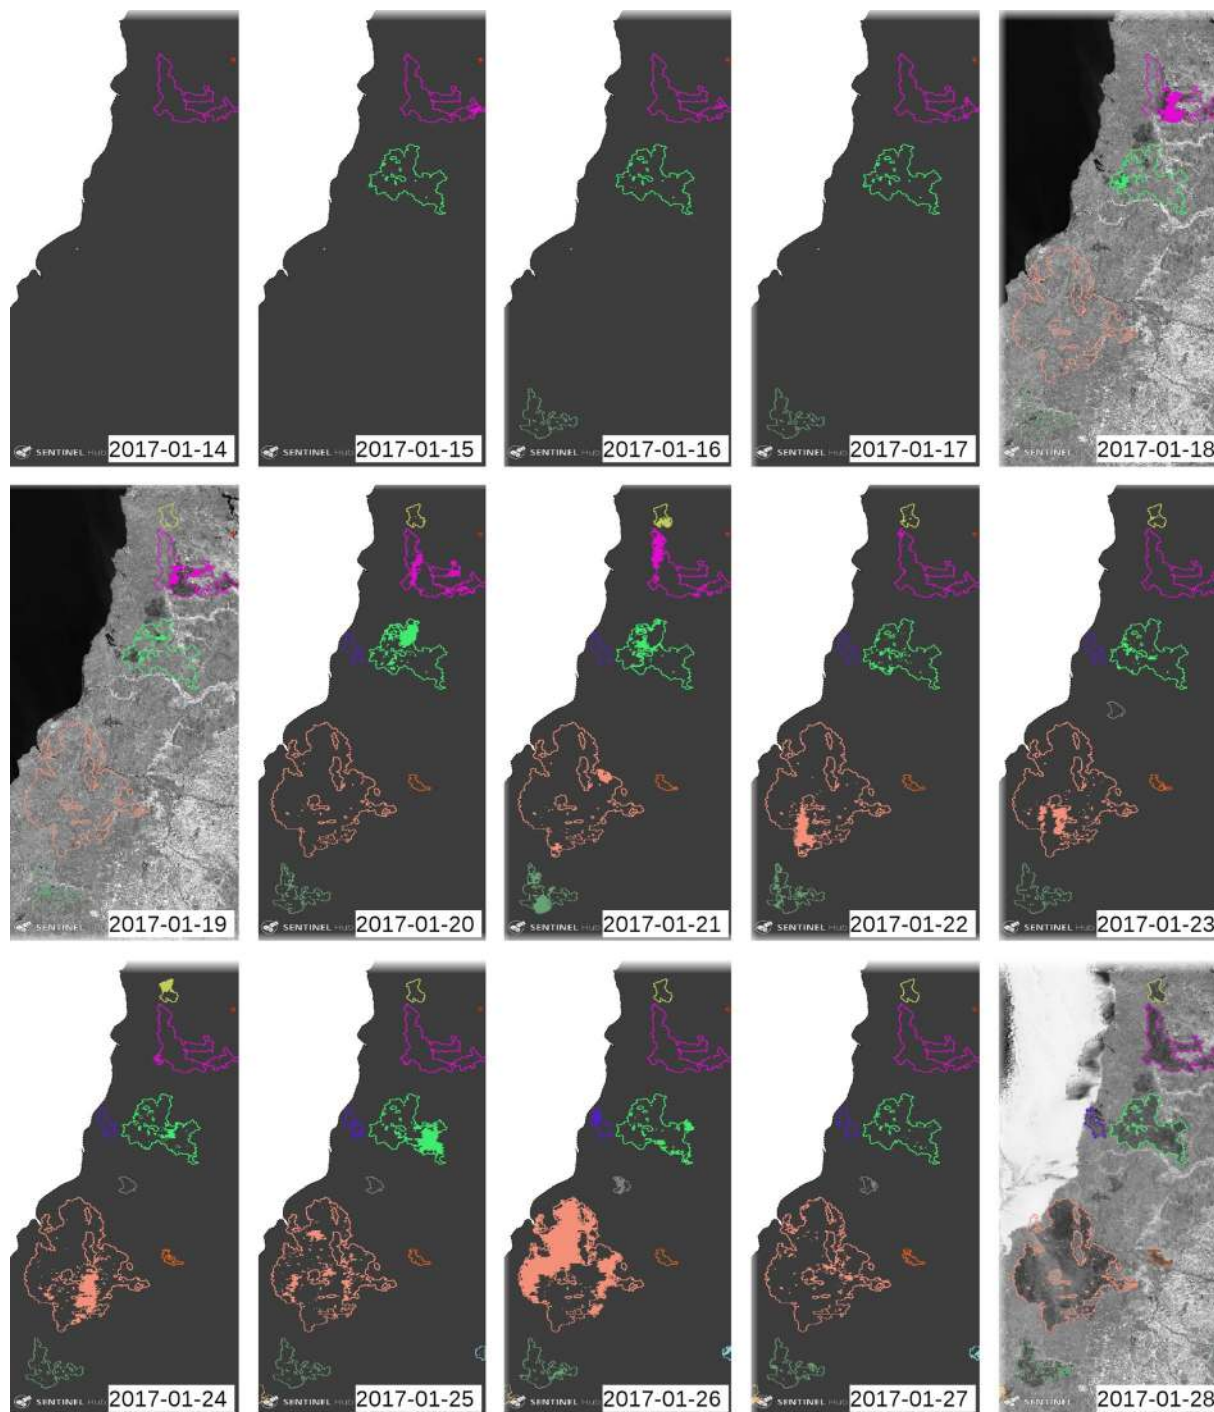 SENTINEL Hub 2017-01-14
SENTINEL Hub 2017-01-15
SENTINEL Hub 2017-01-16
SENTINEL Hub 2017-01-17
SENTINEL 2017-01-18
SENTINEL 2017-01-19
SENTINEL Hub 2017-01-20
SENTINEL Hub 2017-01-21
SENTINEL Hub 2017-01-22
SENTINEL Hub 2017-01-23
SENTINEL Hub 2017-01-24
SENTINEL Hub 2017-01-25
SENTINEL Hub 2017-01-26
SENTINEL Hub 2017-01-27
SENTINEL 2017-01-28